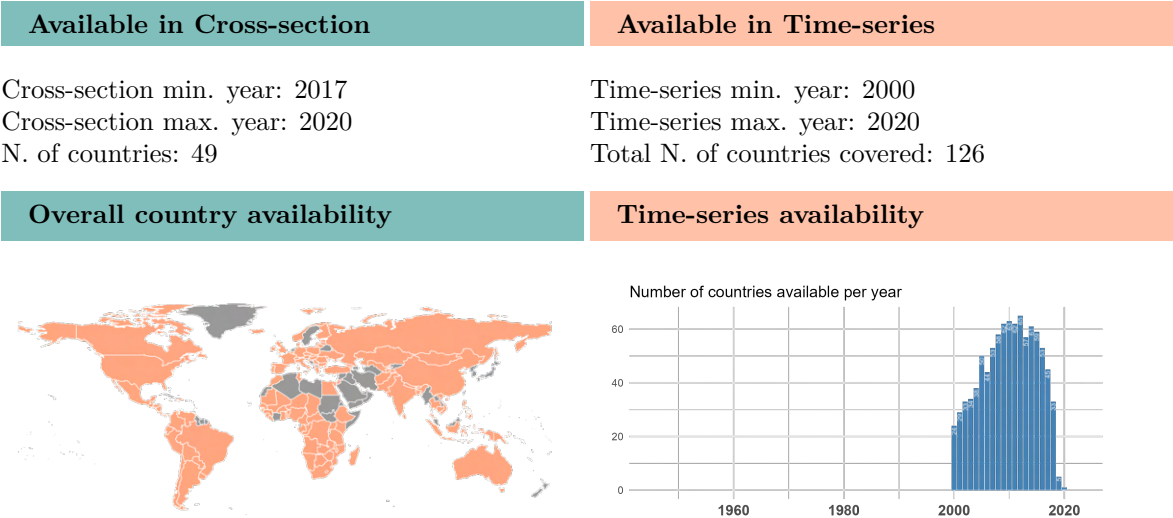 Available in Cross-section
Available in Time-series
Cross-section min. year: 2017
Cross-section max. year: 2020
N. of countries: 49
Time-series min. year: 2000
Time-series max. year: 2020
Total N. of countries covered: 126
Overall country availability
Time-series availability
Number of countries available per year
60
40
20
0
1960
1980
2000
2020